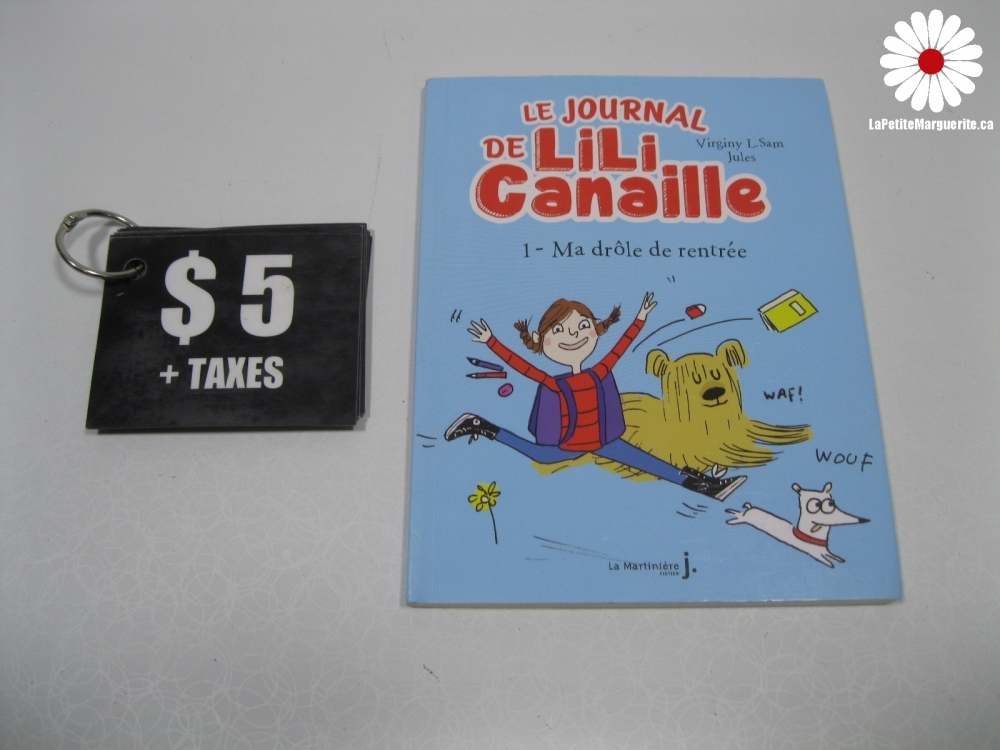 LaPetiteMarguerite.ca
$ 5
+ TAXES
LE JOURNAL
DE LiLi
Canaille
Virginy L.Sam
Jules
1 - Ma drôle de rentrée
WAF!
WOUF
La Martinière j.
FICTION